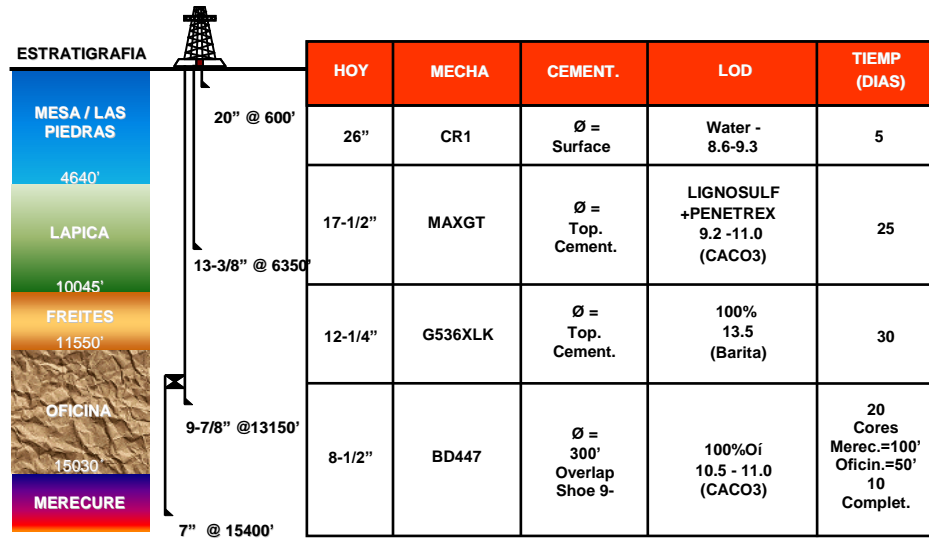 ESTRATIGRAFIA
MESA / LAS
PIEDRAS
4640’
LAPICA
10045’
FREITES
11550’
OFICINA
15030’
MERECURE
20” @ 600’
13-3/8” @ 6350’
9-7/8” @13150’
7” @ 15400’
HOY
MECHA
CEMENT.
LOD
TIEMP
(DIAS)
26”
CR1
Ø =
Surface
Water -
8.6-9.3
5
17-1/2”
MAXGT
Ø =
Top.
Cement.
LIGNOSULF
+PENETREX
9.2 -11.0
(CACO3)
25
12-1/4”
G536XLK
Ø =
Top.
Cement.
100%
13.5
(Barita)
30
8-1/2”
BD447
Ø =
300’
Overlap
Shoe 9-
100%Oí
10.5 - 11.0
(CACO3)
20
Cores
Merec.=100’
Oficin.=50’
10
Complet.